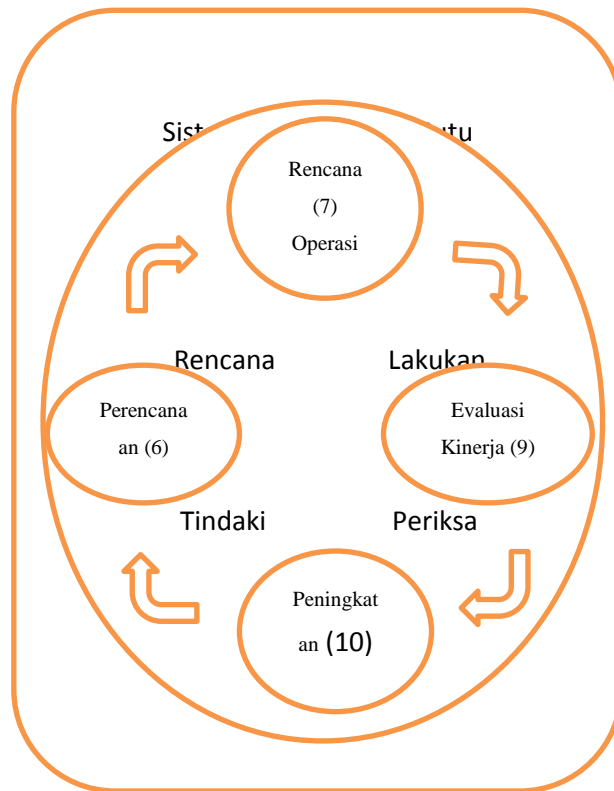 Rencana
(7)
Operasi
Rencana
Lakukan
Perencana
an (6)
Evaluasi
Kinerja (9)
Tindaki
Periksa
Peningkat
an (10)